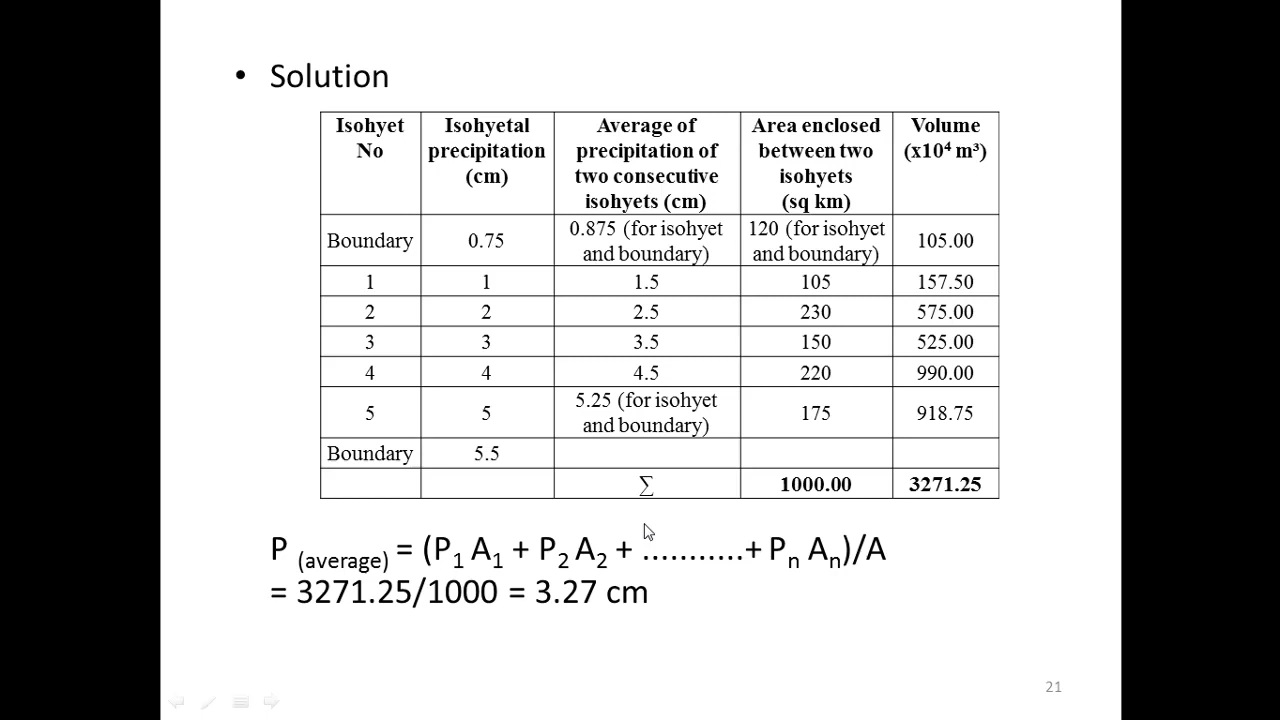 • Solution
Isohyet No | Isohyetal precipitation (cm) | Average of precipitation of two consecutive isohyets (cm) | Area enclosed between two isohyets (sq km) | Volume (x10⁴ m³)
Boundary | 0.75 | 0.875 (for isohyet and boundary) | 120 (for isohyet and boundary) | 105.00
1 | 1 | 1.5 | 105 | 157.50
2 | 2 | 2.5 | 230 | 575.00
3 | 3 | 3.5 | 150 | 525.00
4 | 4 | 4.5 | 220 | 990.00
5 | 5 | 5.25 (for isohyet and boundary) | 175 | 918.75
Boundary | 5.5
∑ | 1000.00 | 3271.25
P (average) = (P₁ A₁ + P₂ A₂ + ...........+ Pₙ Aₙ)/A
= 3271.25/1000 = 3.27 cm
21